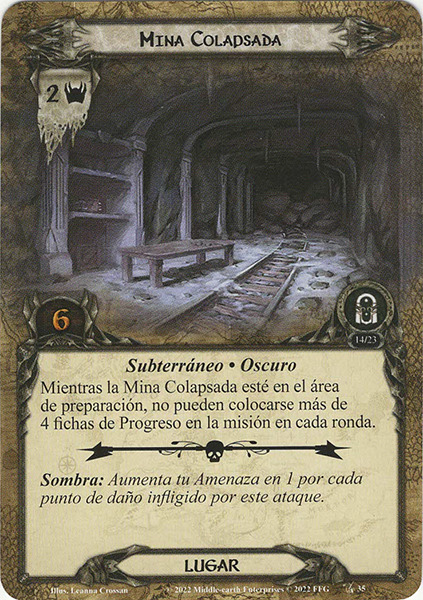 Mina Colapsada
2
6
14/23
Subterráneo • Oscuro
Mientras la Mina Colapsada esté en el área
de preparación, no pueden colocarse más de
4 fichas de Progreso en la misión en cada ronda.
Sombra: Aumenta tu Amenaza en 1 por cada
punto de daño infligido por este ataque.
LUGAR
Illus. Leanna Crossan
© 2022 Middle-earth Enterprises © 2022 FFG
35